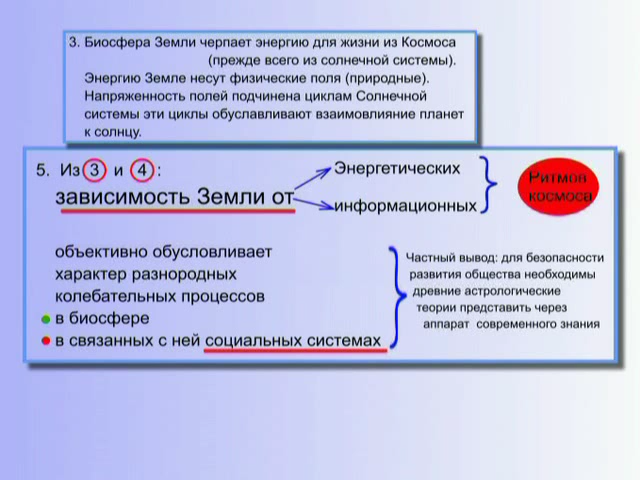 3. Биосфера Земли черпает энергию для жизни из Космоса
(прежде всего из солнечной системы).
Энергию Земле несут физические поля (природные).
Напряженность полей подчинена циклам Солнечной
системы эти циклы обуславливают взаимовлияние планет
к солнцу.
5. Из 3 и 4 :
зависимость Земли от
Энергетических
информационных
Ритмов
космоса
объективно обусловливает
характер разнородных
колебательных процессов
в биосфере
в связанных с ней социальных системах
Частный вывод: для безопасности
развития общества необходимы
древние астрологические
теории представить через
аппарат современного знания